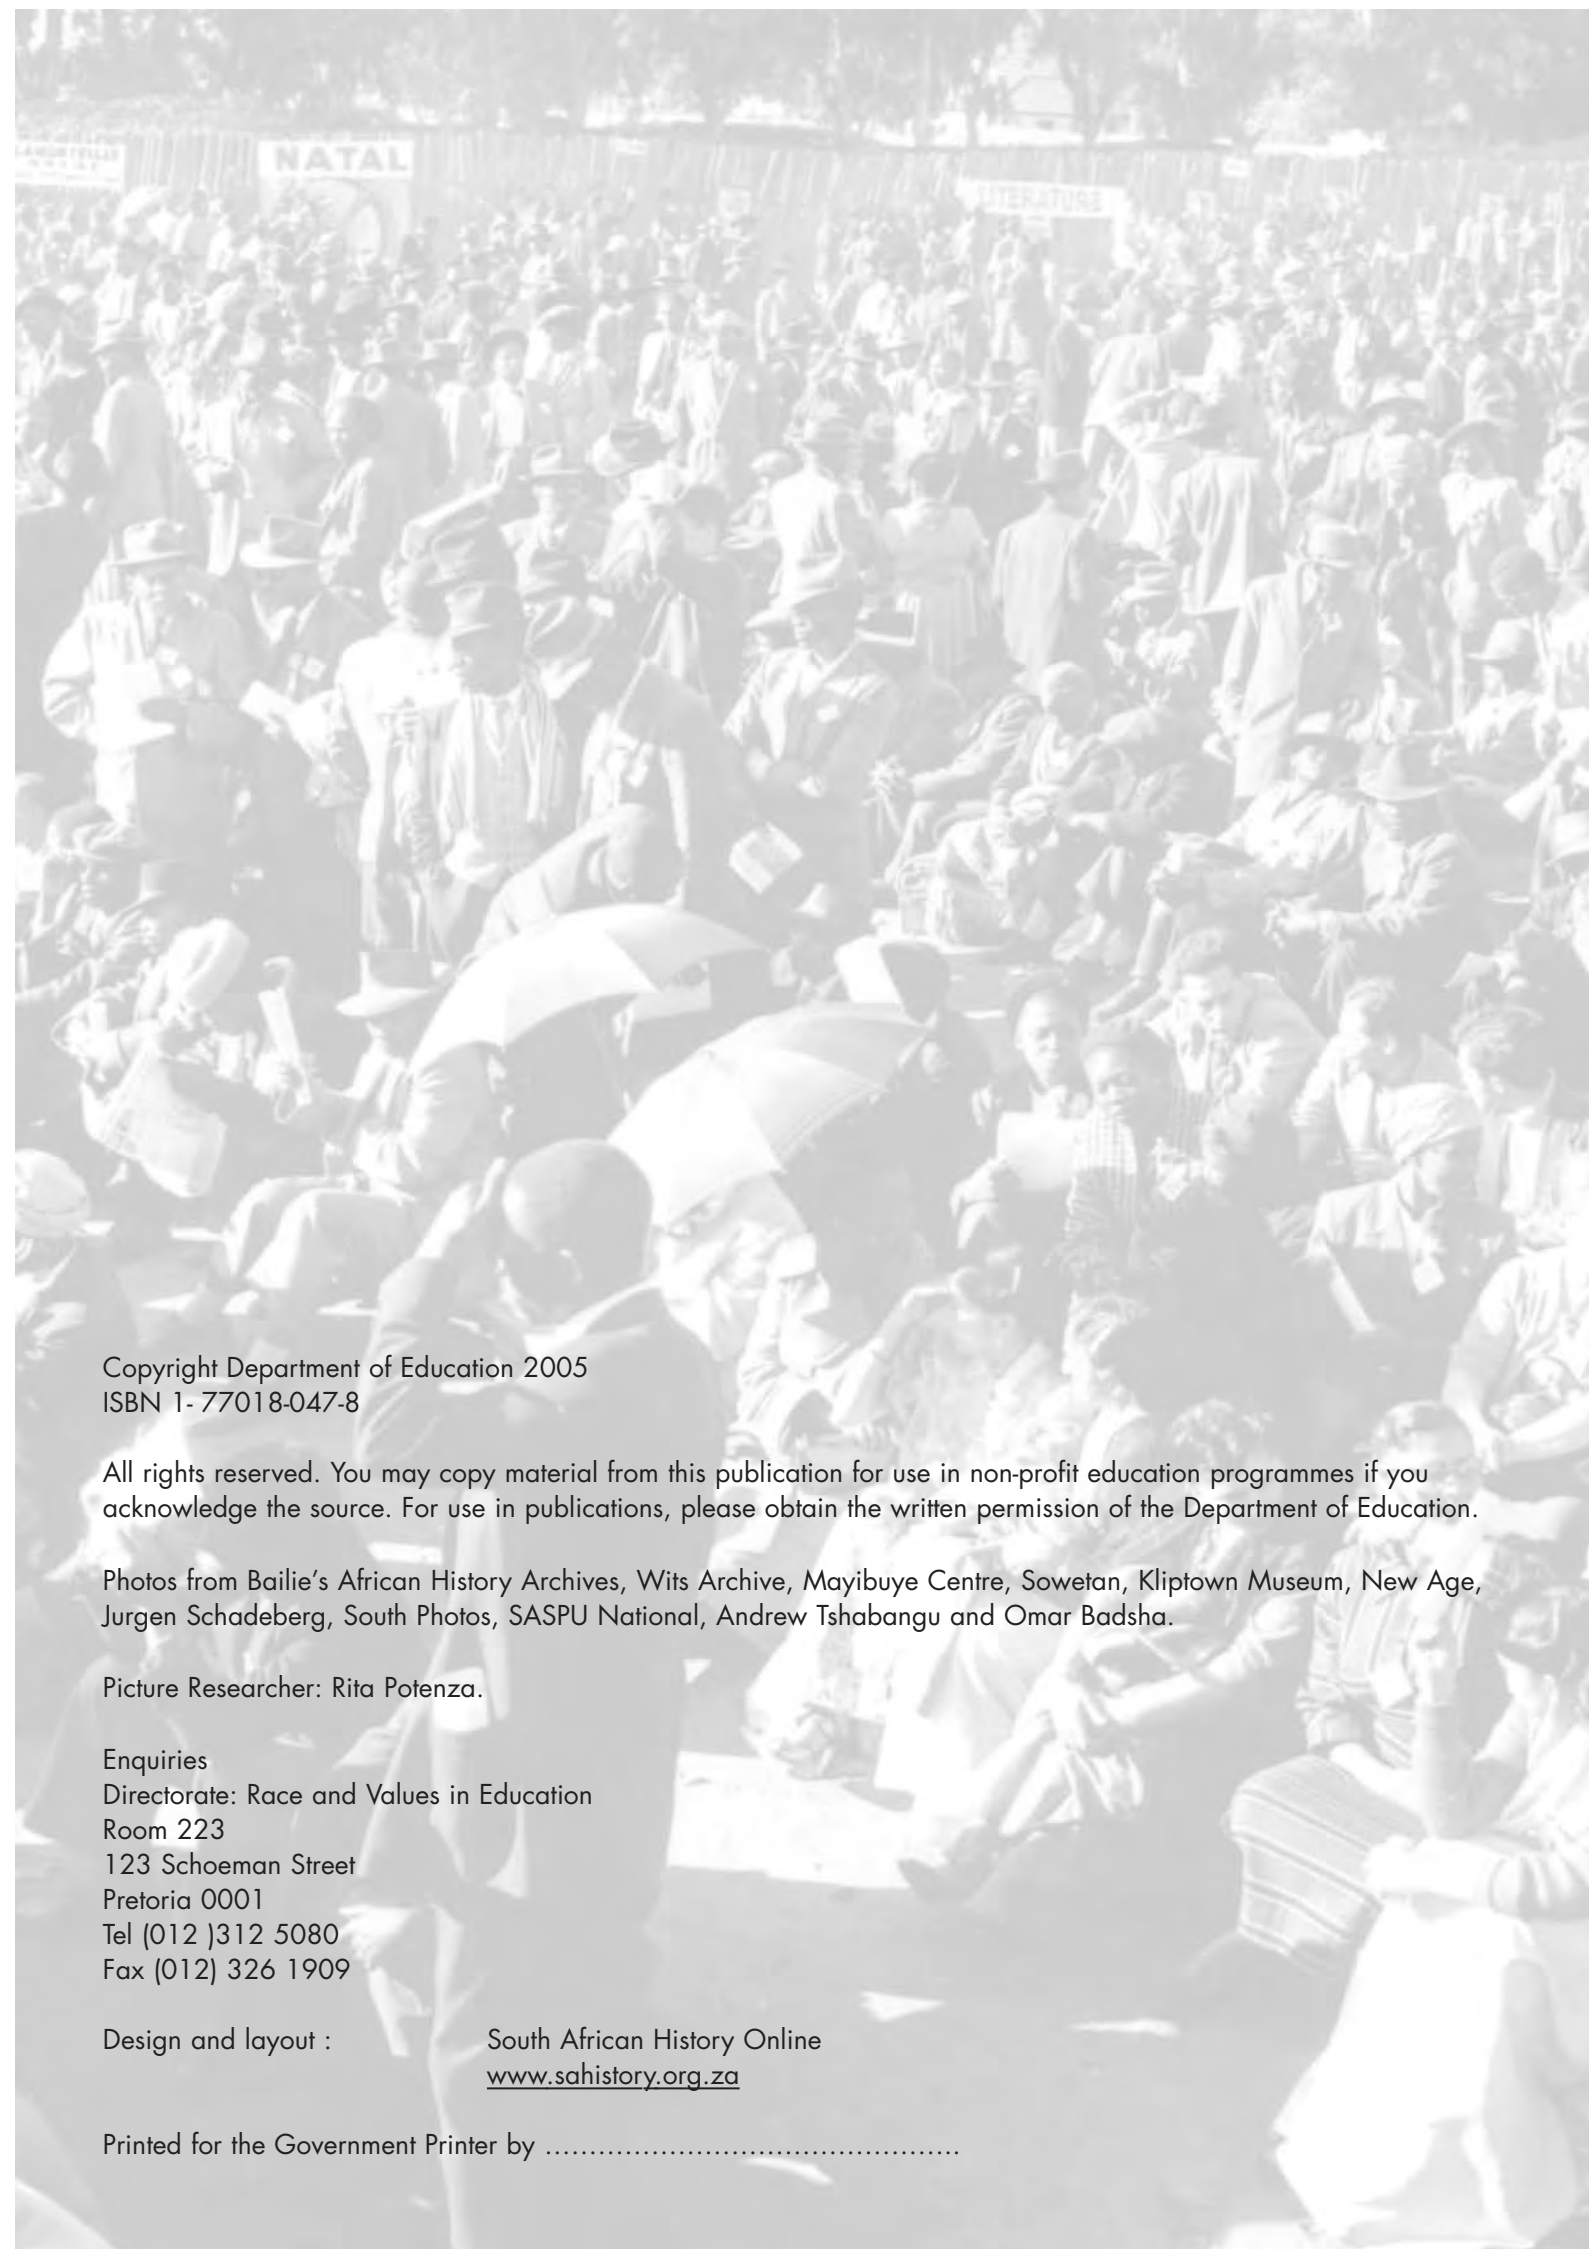 NATAL
LITERATURE
Copyright Department of Education 2005
ISBN 1- 77018-047-8
All rights reserved. You may copy material from this publication for use in non-profit education programmes if you
acknowledge the source. For use in publications, please obtain the written permission of the Department of Education.
Photos from Bailie’s African History Archives, Wits Archive, Mayibuye Centre, Sowetan, Kliptown Museum, New Age,
Jurgen Schadeberg, South Photos, SASPU National, Andrew Tshabangu and Omar Badsha.
Picture Researcher: Rita Potenza.
Enquiries
Directorate: Race and Values in Education
Room 223
123 Schoeman Street
Pretoria 0001
Tel (012 )312 5080
Fax (012) 326 1909
Design and layout : South African History Online
www.sahistory.org.za
Printed for the Government Printer by ...............................................